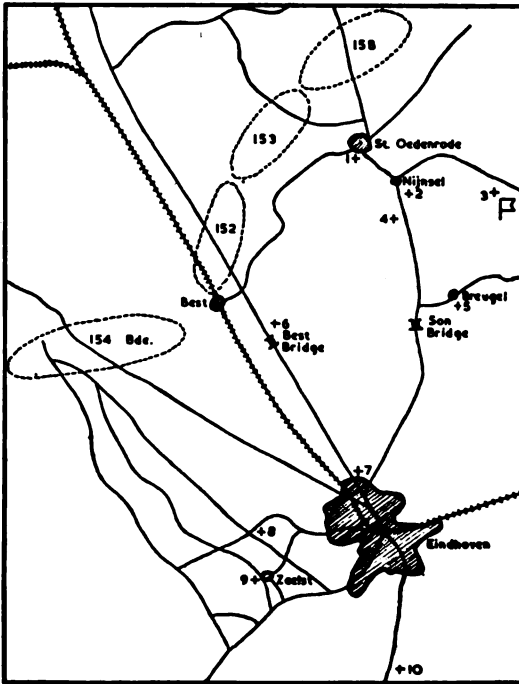 158
153
St. Oedenrode
1+
Nijnsel
+2
3+
4+
152
Best
Breugel
+5
+6
Best
Bridge
Son
Bridge
154 Bde.
+7
+8
Eindhoven
9+
Zeelst
+10